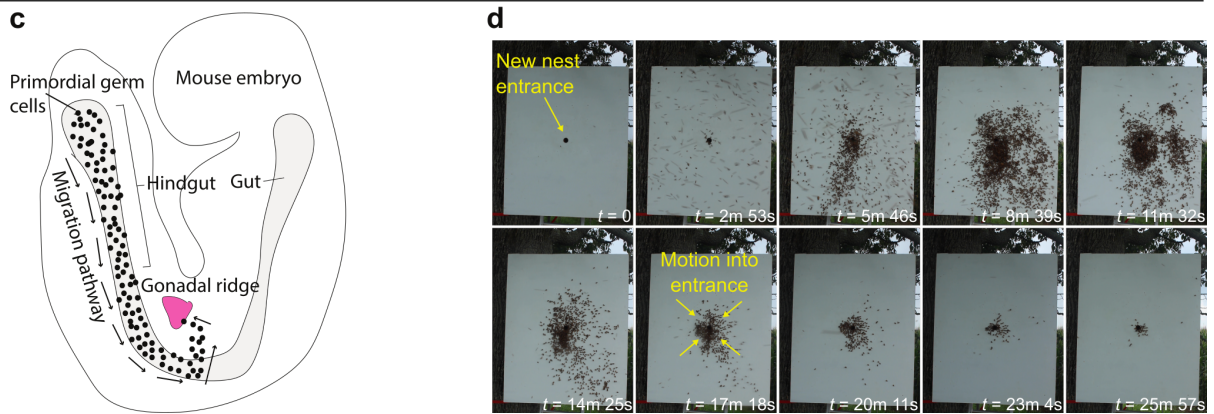 c
Primordial germ
cells
Mouse embryo
Hindgut
Gut
Migration pathway
Gonadal ridge
d
New nest
entrance
t = 0
t = 2m 53s
t = 5m 46s
t = 8m 39s
t = 11m 32s
Motion into
entrance
t = 14m 25s
t = 17m 18s
t = 20m 11s
t = 23m 4s
t = 25m 57s